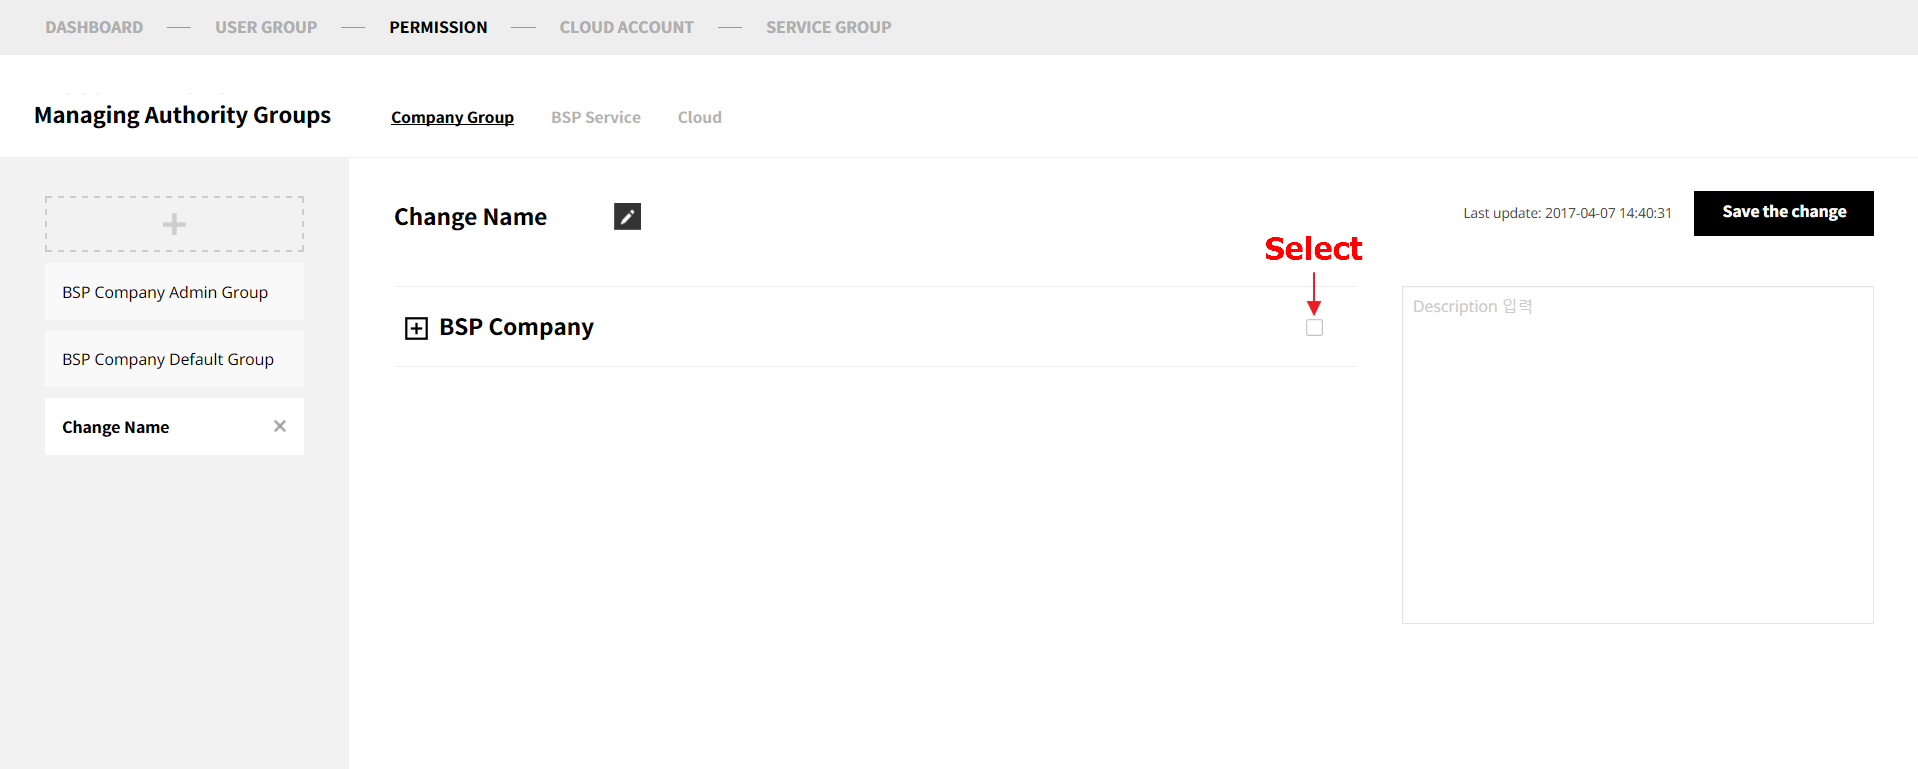 DASHBOARD USER GROUP PERMISSION CLOUD ACCOUNT SERVICE GROUP
Managing Authority Groups Company Group BSP Service Cloud
BSP Company Admin Group
BSP Company Default Group
Change Name
Change Name
Last update: 2017-04-07 14:40:31 Save the change
Select
BSP Company
Description 입력